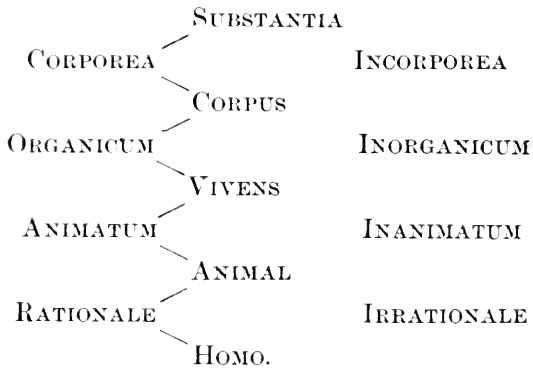 SUBSTANTIA
CORPOREA INCORPOREA
CORPUS
ORGANICUM INORGANICUM
VIVENS
ANIMATUM INANIMATUM
ANIMAL
RATIONALE IRRATIONALE
HOMO.